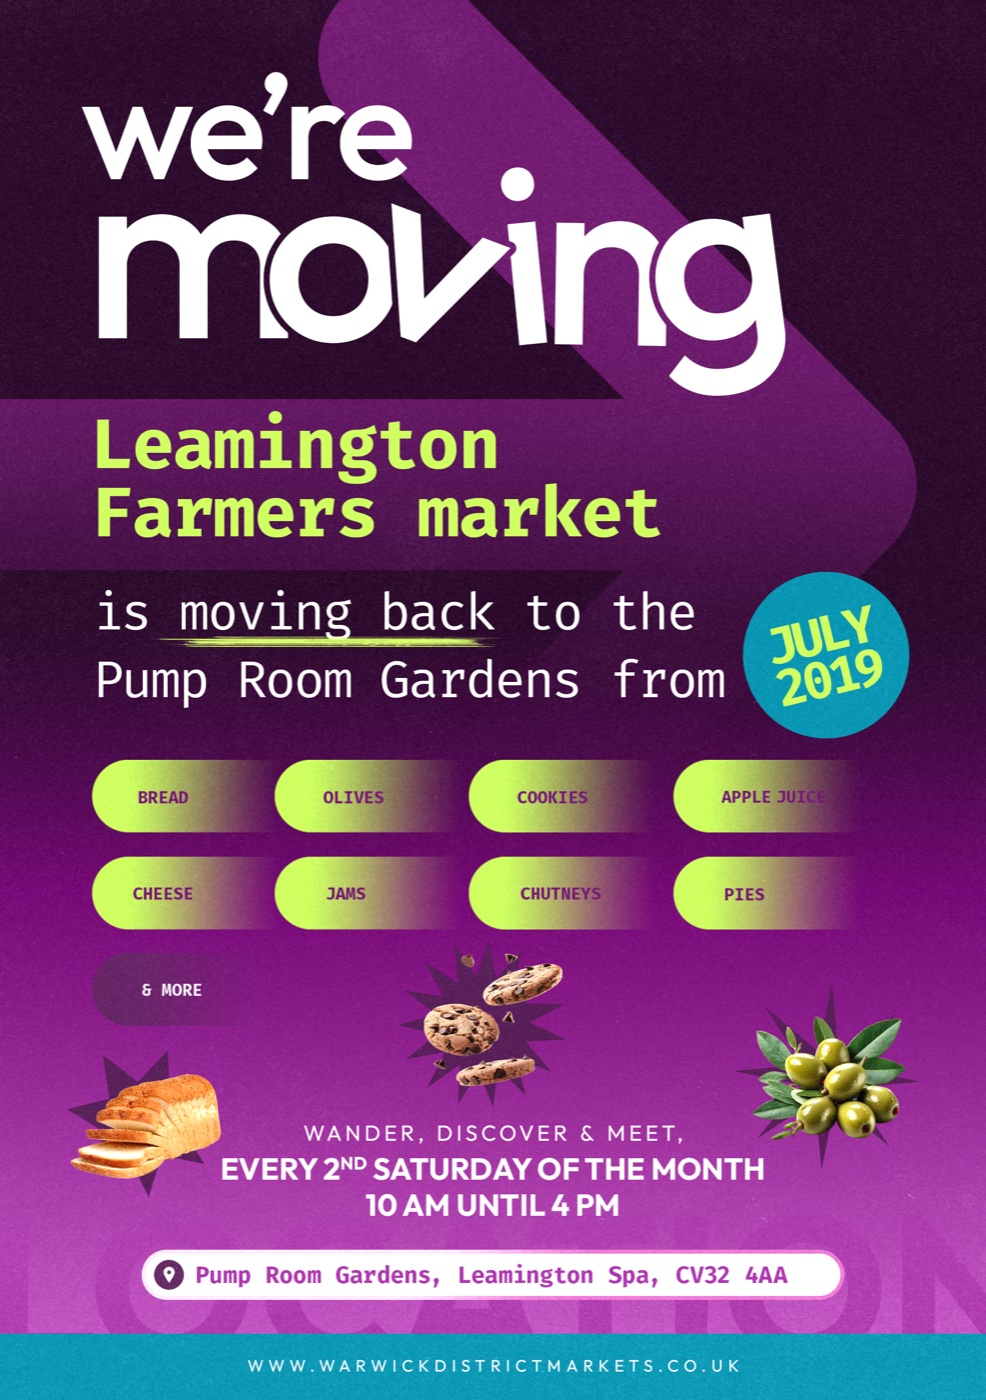 we're
moving
Leamington
Farmers market
is moving back to the
Pump Room Gardens from
JULY
2019
BREAD
OLIVES
COOKIES
APPLE JUICE
CHEESE
JAMS
CHUTNEYS
PIES
& MORE
WANDER, DISCOVER & MEET,
EVERY 2ND SATURDAY OF THE MONTH
10 AM UNTIL 4 PM
LOCATION
Pump Room Gardens, Leamington Spa, CV32 4AA
WWW.WARWICKDISTRICTMARKETS.CO.UK